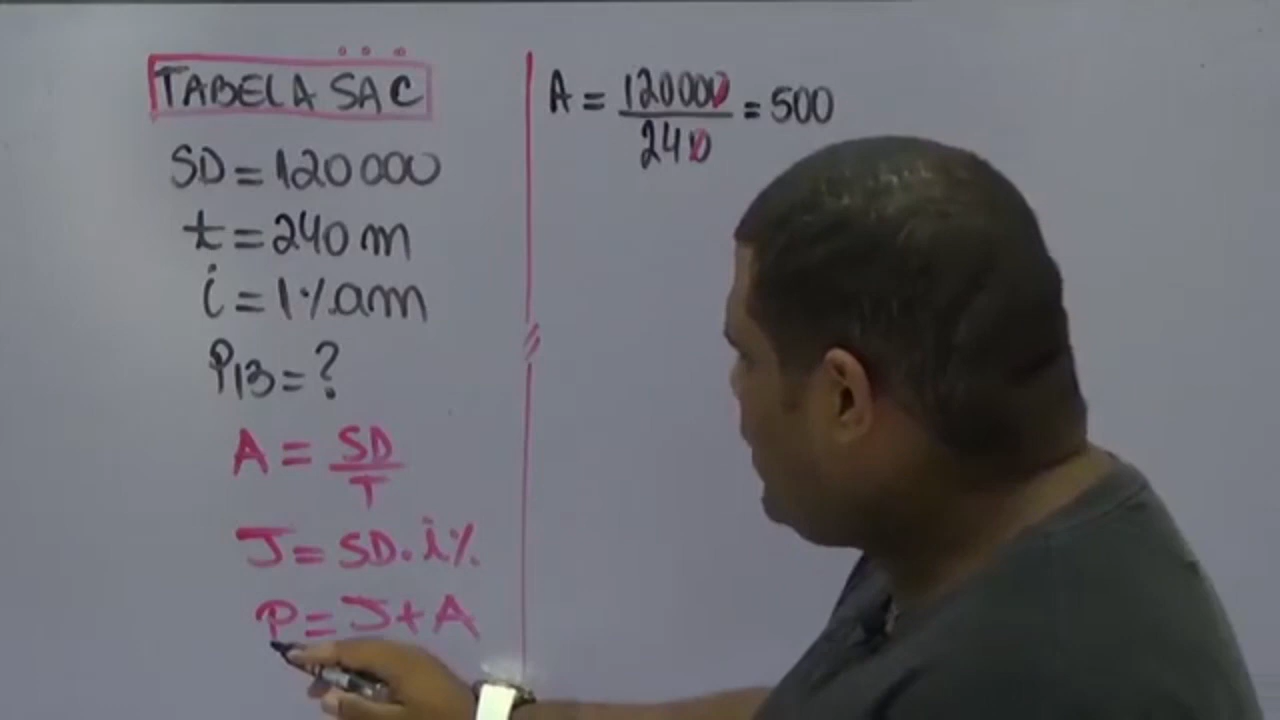 TABELA SAC
SD = 120 000
t = 240 m
i = 1 % am
P13 = ?
A = SD / T
J = SD . i %
P = J + A
A = 120000 / 240 = 500